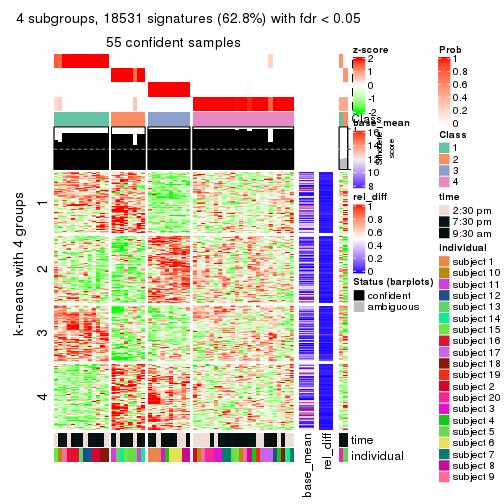 4 subgroups, 18531 signatures (62.8%) with fdr < 0.05
55 confident samples
k-means with 4 groups
1
2
3
4
base_mean
rel_diff
time
individual
Class
score
z-score
2
1
0
-1
-2
base_mean
16
14
12
10
8
rel_diff
1
0.8
0.6
0.4
0.2
0
Status (barplots)
confident
ambiguous
Prob
1
0.8
0.6
0.4
0.2
0
Class
1
2
3
4
time
2:30 pm
7:30 pm
9:30 am
individual
subject 1
subject 10
subject 11
subject 12
subject 13
subject 14
subject 15
subject 16
subject 17
subject 18
subject 19
subject 2
subject 20
subject 3
subject 4
subject 5
subject 6
subject 7
subject 8
subject 9